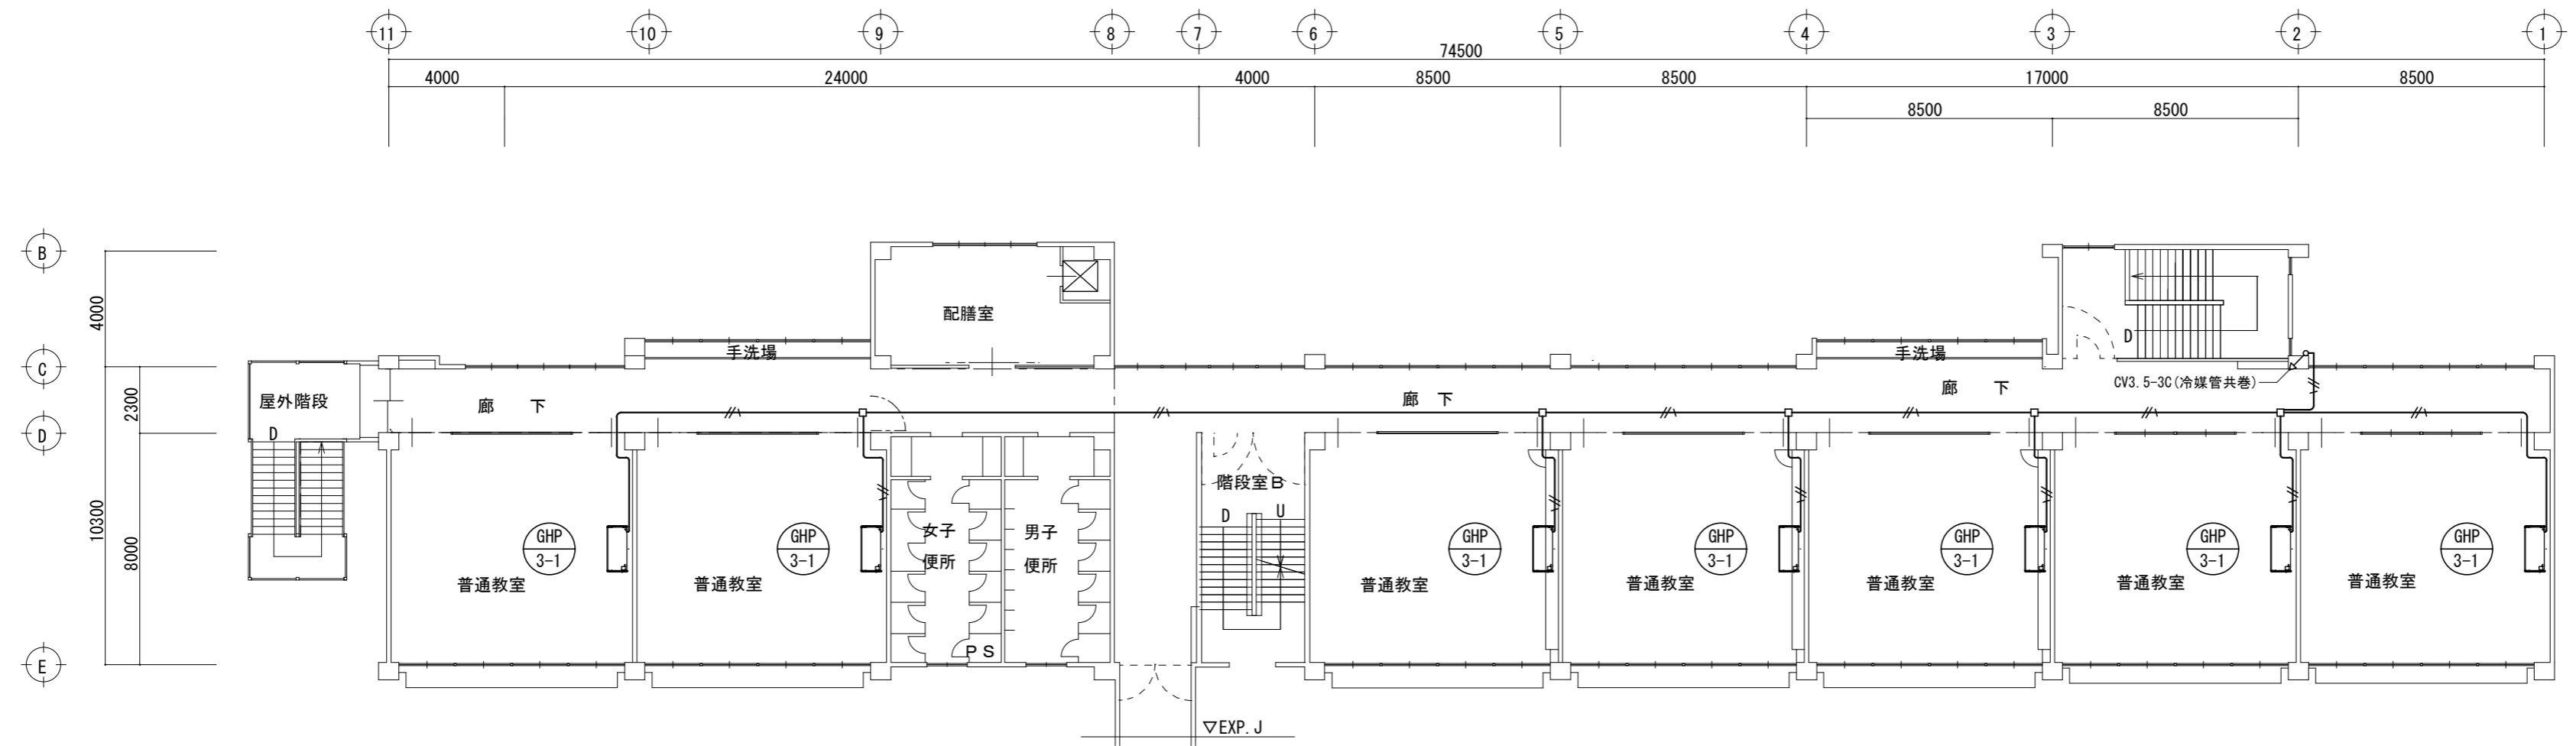 11 10 9 8 7 6 5 4 3 2 1
74500
4000 24000 4000 8500 8500 17000 8500
8500 8500
B
C
D
E
4000
2300
10300
8000
配膳室
手洗場
手洗場
D
屋外階段
廊 下
廊 下
廊 下
CV3.5-3C(冷媒管共巻)
D
階段室B
D U
女子
便所
男子
便所
PS
GHP
3-1
普通教室
GHP
3-1
普通教室
GHP
3-1
普通教室
GHP
3-1
普通教室
GHP
3-1
普通教室
GHP
3-1
普通教室
GHP
3-1
普通教室
▽EXP.J